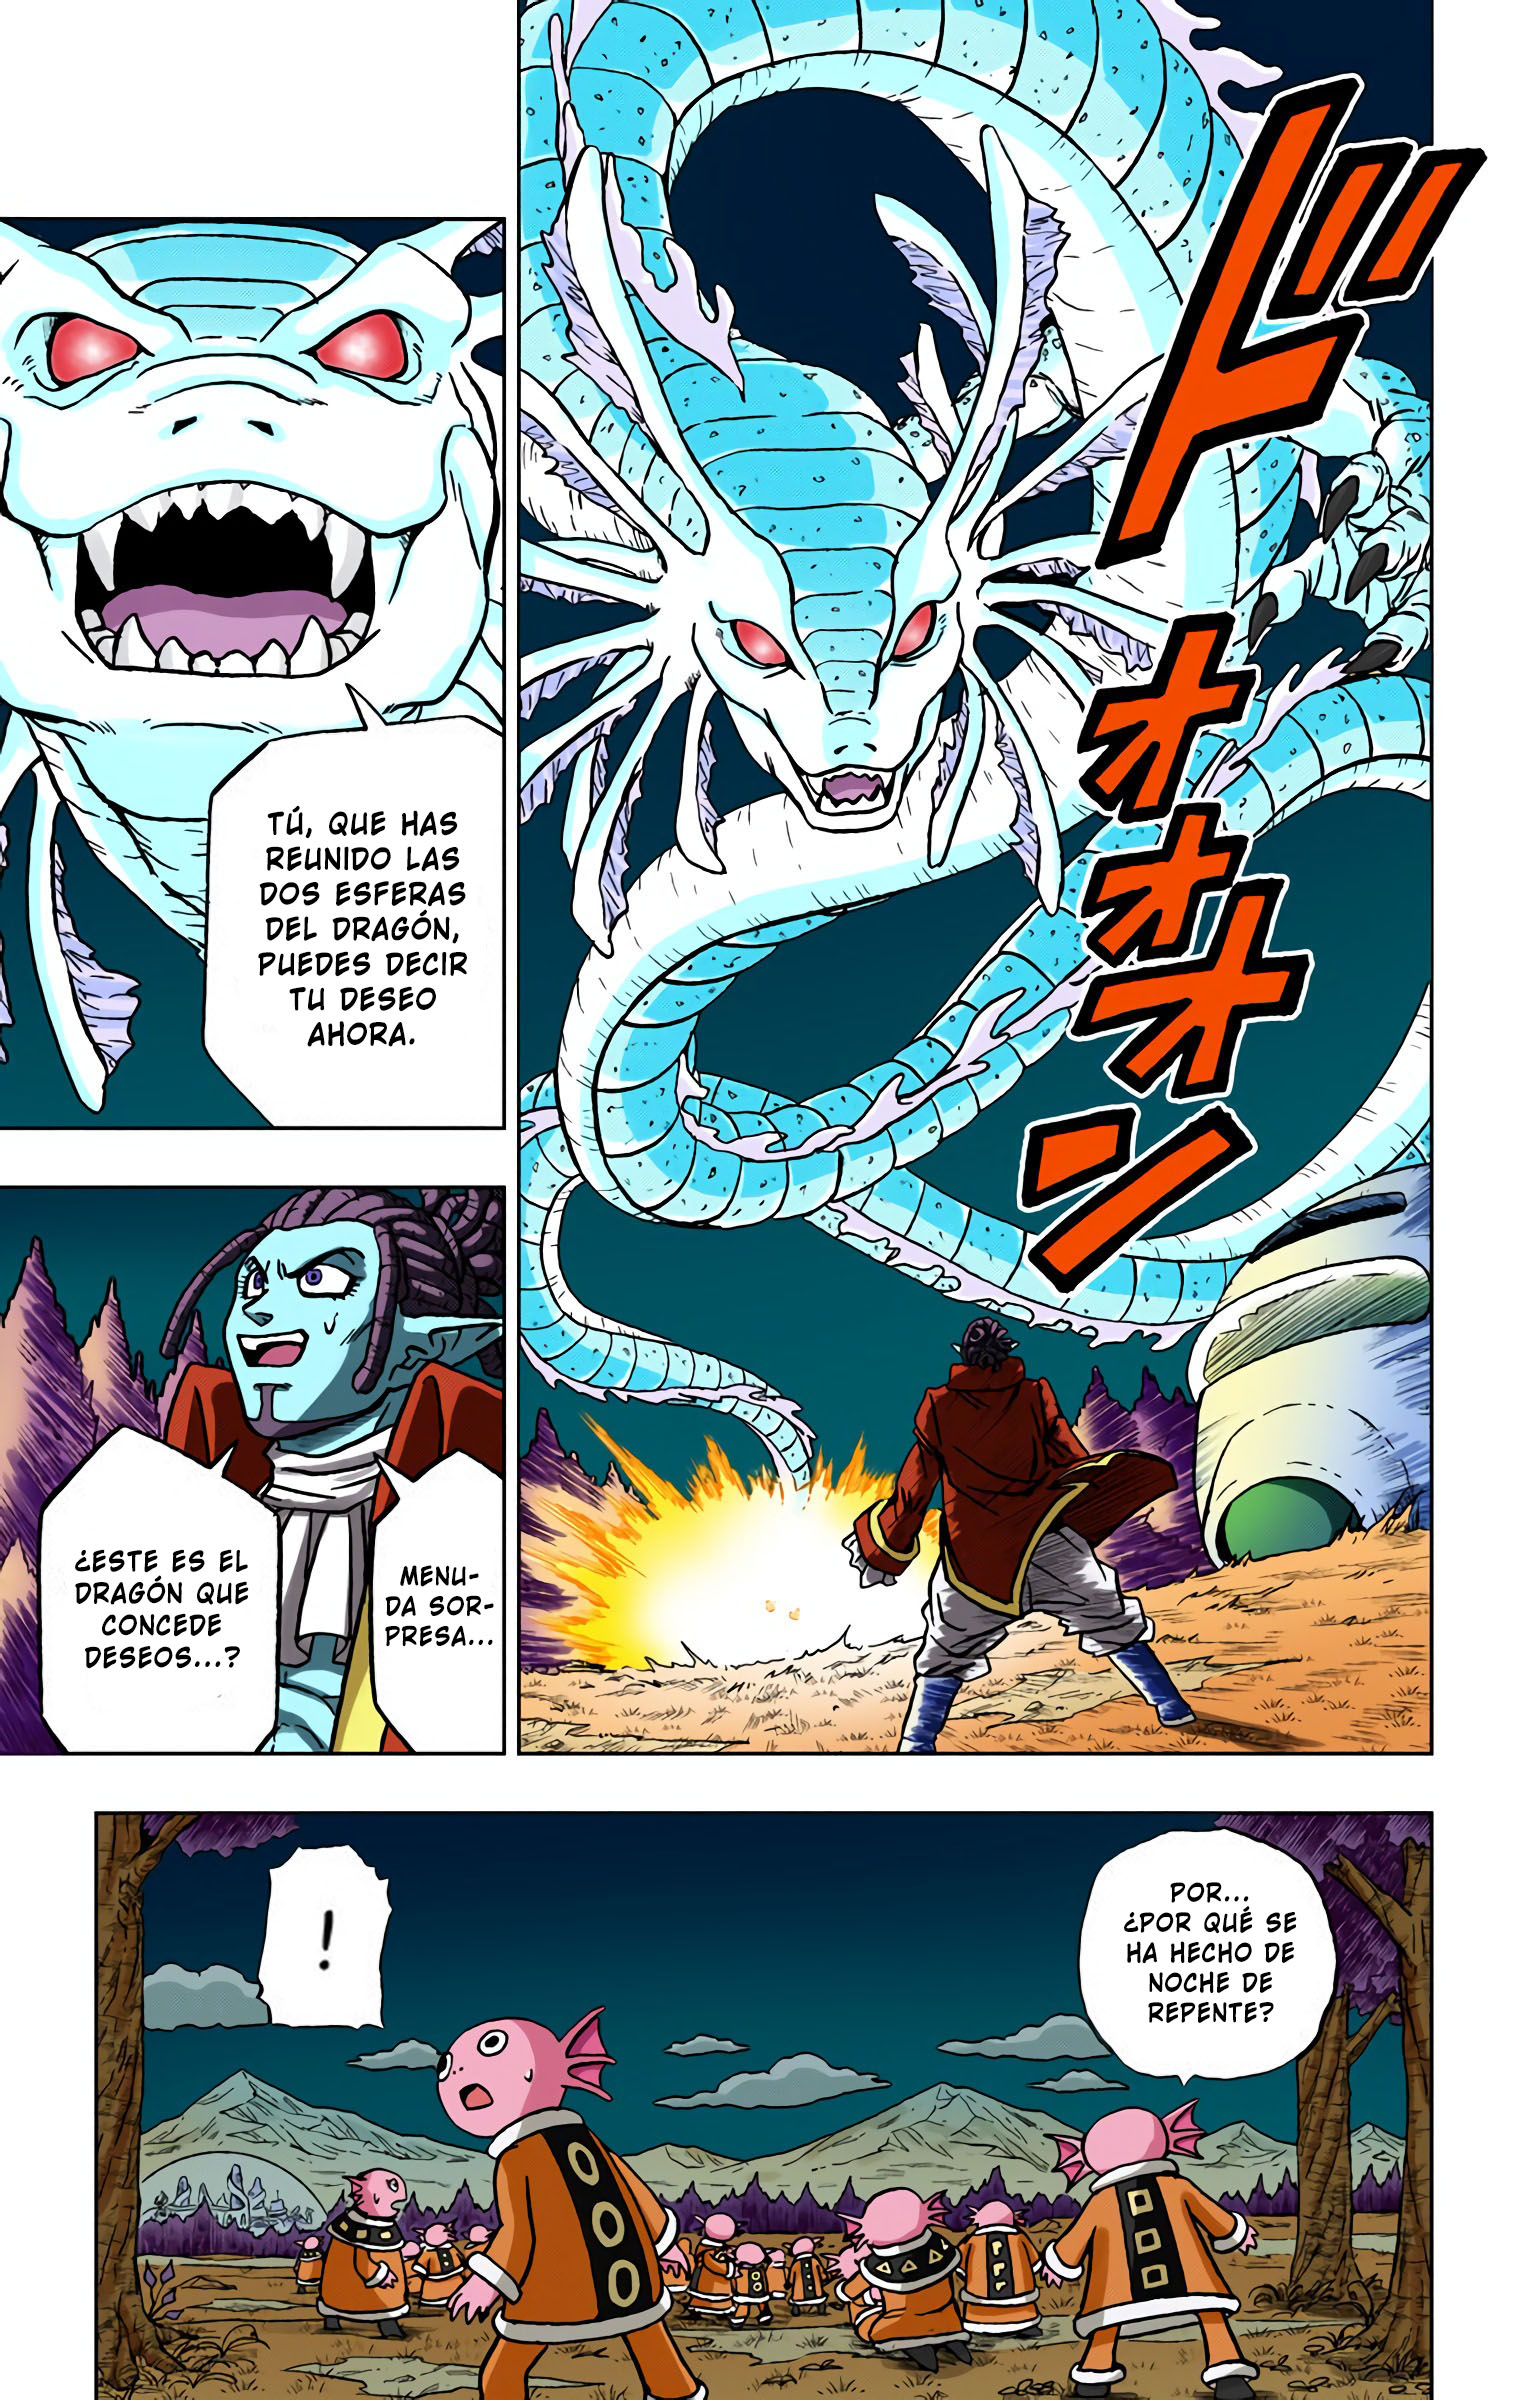 ドオオオン
TÚ, QUE HAS
REUNIDO LAS
DOS ESFERAS
DEL DRAGÓN,
PUEDES DECIR
TU DESEO
AHORA.
MENU-
DA SOR-
PRESA...
¿ESTE ES EL
DRAGÓN QUE
CONCEDE
DESEOS...?
POR...
¿POR QUÉ SE
HA HECHO DE
NOCHE DE
REPENTE?
!